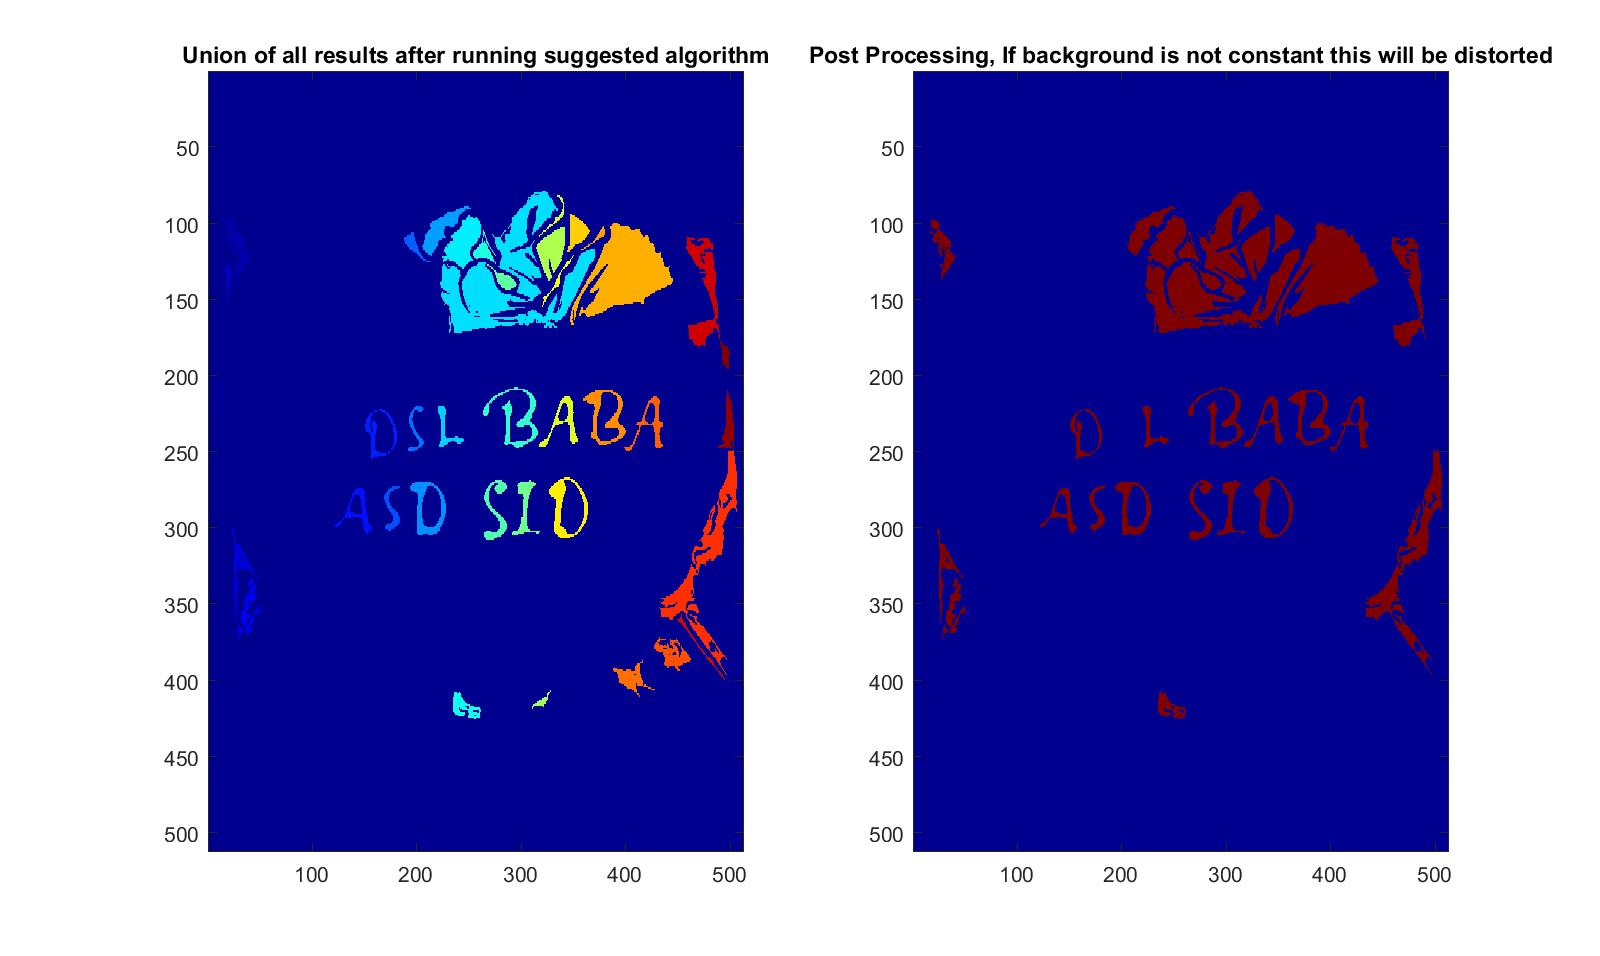 Union of all results after running suggested algorithm
50
100
150
200
250
300
350
400
450
500
100 200 300 400 500
DSL BABA
ASD SID
Post Processing, If background is not constant this will be distorted
50
100
150
200
250
300
350
400
450
500
100 200 300 400 500
D L BABA
ASD SID